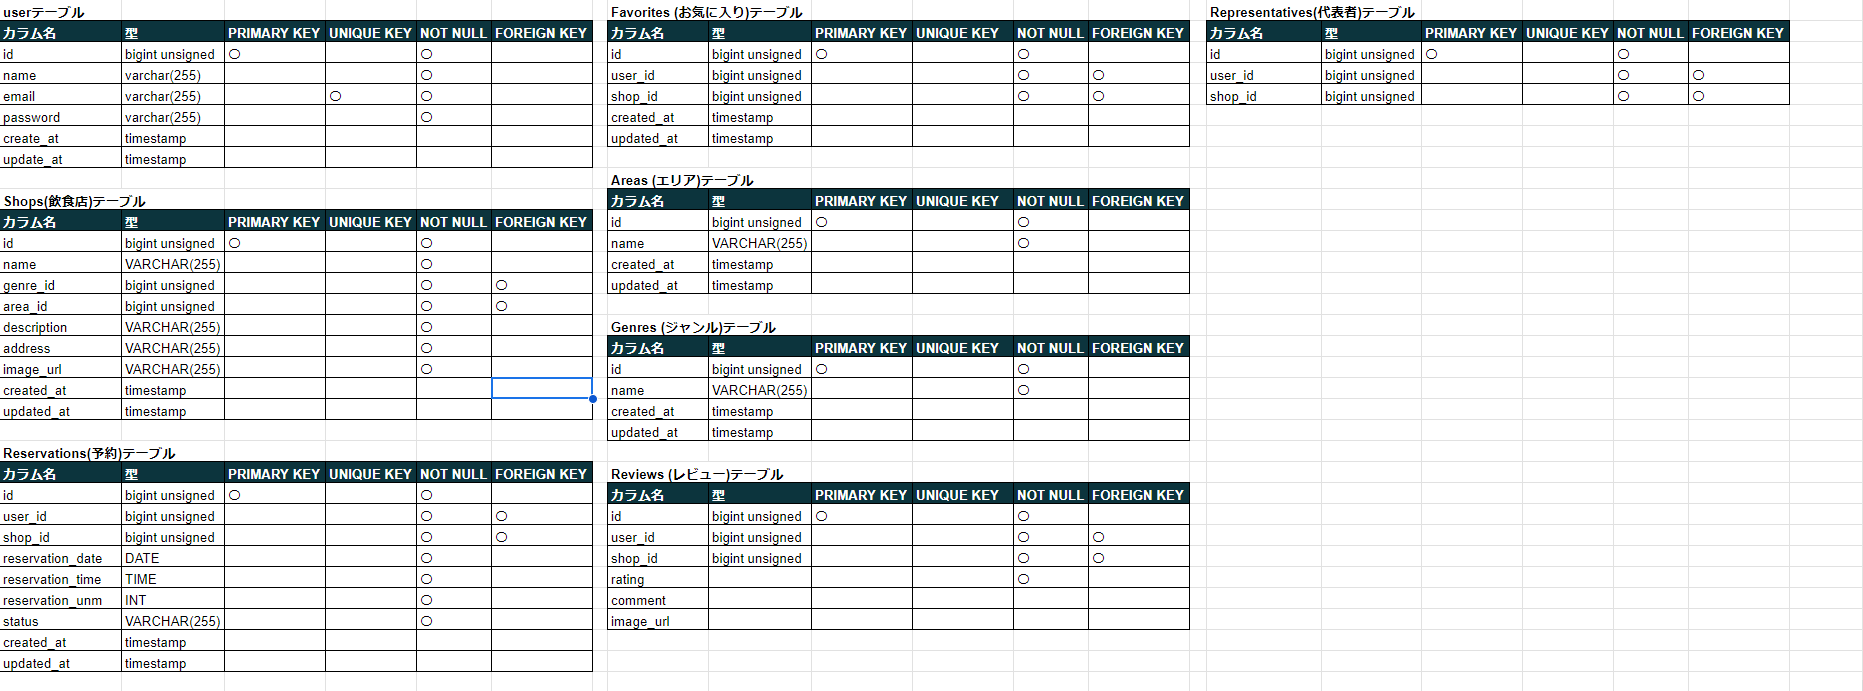 userテーブル
カラム名 型 PRIMARY KEY UNIQUE KEY NOT NULL FOREIGN KEY
id bigint unsigned ○ ○
name varchar(255) ○
email varchar(255) ○ ○
password varchar(255) ○
create_at timestamp
update_at timestamp
Shops(飲食店)テーブル
カラム名 型 PRIMARY KEY UNIQUE KEY NOT NULL FOREIGN KEY
id bigint unsigned ○ ○
name VARCHAR(255) ○
genre_id bigint unsigned ○ ○
area_id bigint unsigned ○ ○
description VARCHAR(255) ○
address VARCHAR(255) ○
image_url VARCHAR(255) ○
created_at timestamp
updated_at timestamp
Reservations(予約)テーブル
カラム名 型 PRIMARY KEY UNIQUE KEY NOT NULL FOREIGN KEY
id bigint unsigned ○ ○
user_id bigint unsigned ○ ○
shop_id bigint unsigned ○ ○
reservation_date DATE ○
reservation_time TIME ○
reservation_unm INT ○
status VARCHAR(255) ○
created_at timestamp
updated_at timestamp
Favorites (お気に入り)テーブル
カラム名 型 PRIMARY KEY UNIQUE KEY NOT NULL FOREIGN KEY
id bigint unsigned ○ ○
user_id bigint unsigned ○ ○
shop_id bigint unsigned ○ ○
created_at timestamp
updated_at timestamp
Areas (エリア)テーブル
カラム名 型 PRIMARY KEY UNIQUE KEY NOT NULL FOREIGN KEY
id bigint unsigned ○ ○
name VARCHAR(255) ○
created_at timestamp
updated_at timestamp
Genres (ジャンル)テーブル
カラム名 型 PRIMARY KEY UNIQUE KEY NOT NULL FOREIGN KEY
id bigint unsigned ○ ○
name VARCHAR(255) ○
created_at timestamp
updated_at timestamp
Reviews (レビュー)テーブル
カラム名 型 PRIMARY KEY UNIQUE KEY NOT NULL FOREIGN KEY
id bigint unsigned ○ ○
user_id bigint unsigned ○ ○
shop_id bigint unsigned ○ ○
rating ○
comment
image_url
Representatives(代表者)テーブル
カラム名 型 PRIMARY KEY UNIQUE KEY NOT NULL FOREIGN KEY
id bigint unsigned ○ ○
user_id bigint unsigned ○ ○
shop_id bigint unsigned ○ ○